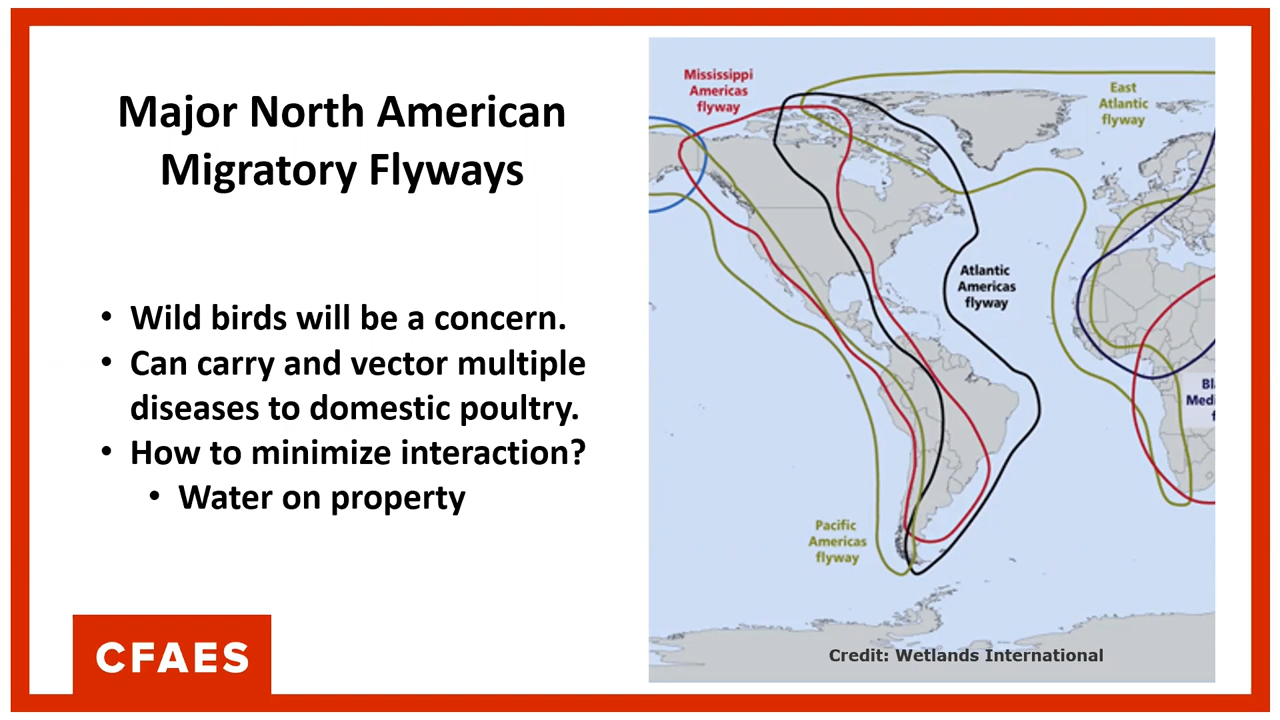 Major North American
Migratory Flyways
• Wild birds will be a concern.
• Can carry and vector multiple
diseases to domestic poultry.
• How to minimize interaction?
• Water on property
CFAES
Mississippi
Americas
flyway
East
Atlantic
flyway
Atlantic
Americas
flyway
Bl
Medi
f
Pacific
Americas
flyway
Credit: Wetlands International